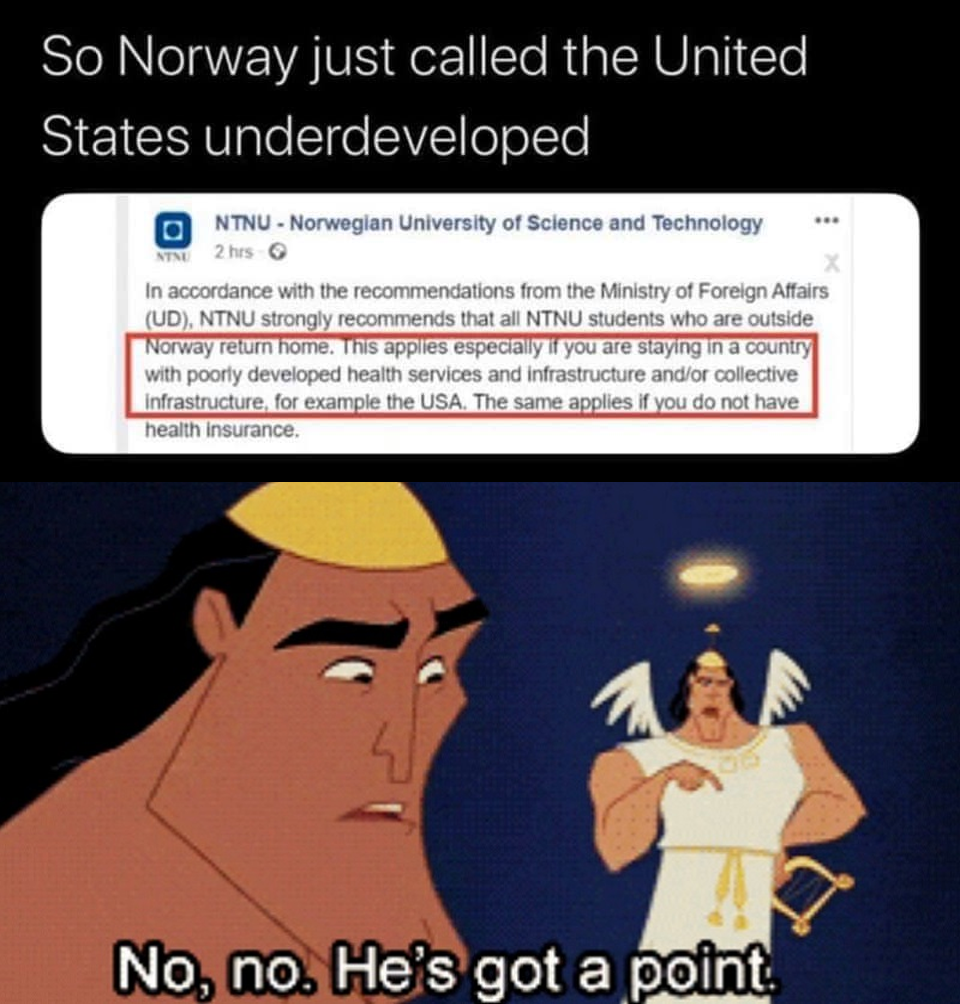 So Norway just called the United
States underdeveloped
NTNU - Norwegian University of Science and Technology
NTNU
2 hrs
In accordance with the recommendations from the Ministry of Foreign Affairs
(UD), NTNU strongly recommends that all NTNU students who are outside
Norway return home. This applies especially if you are staying in a country
with poorly developed health services and infrastructure and/or collective
infrastructure, for example the USA. The same applies if you do not have
health insurance.
No, no. He's got a point.